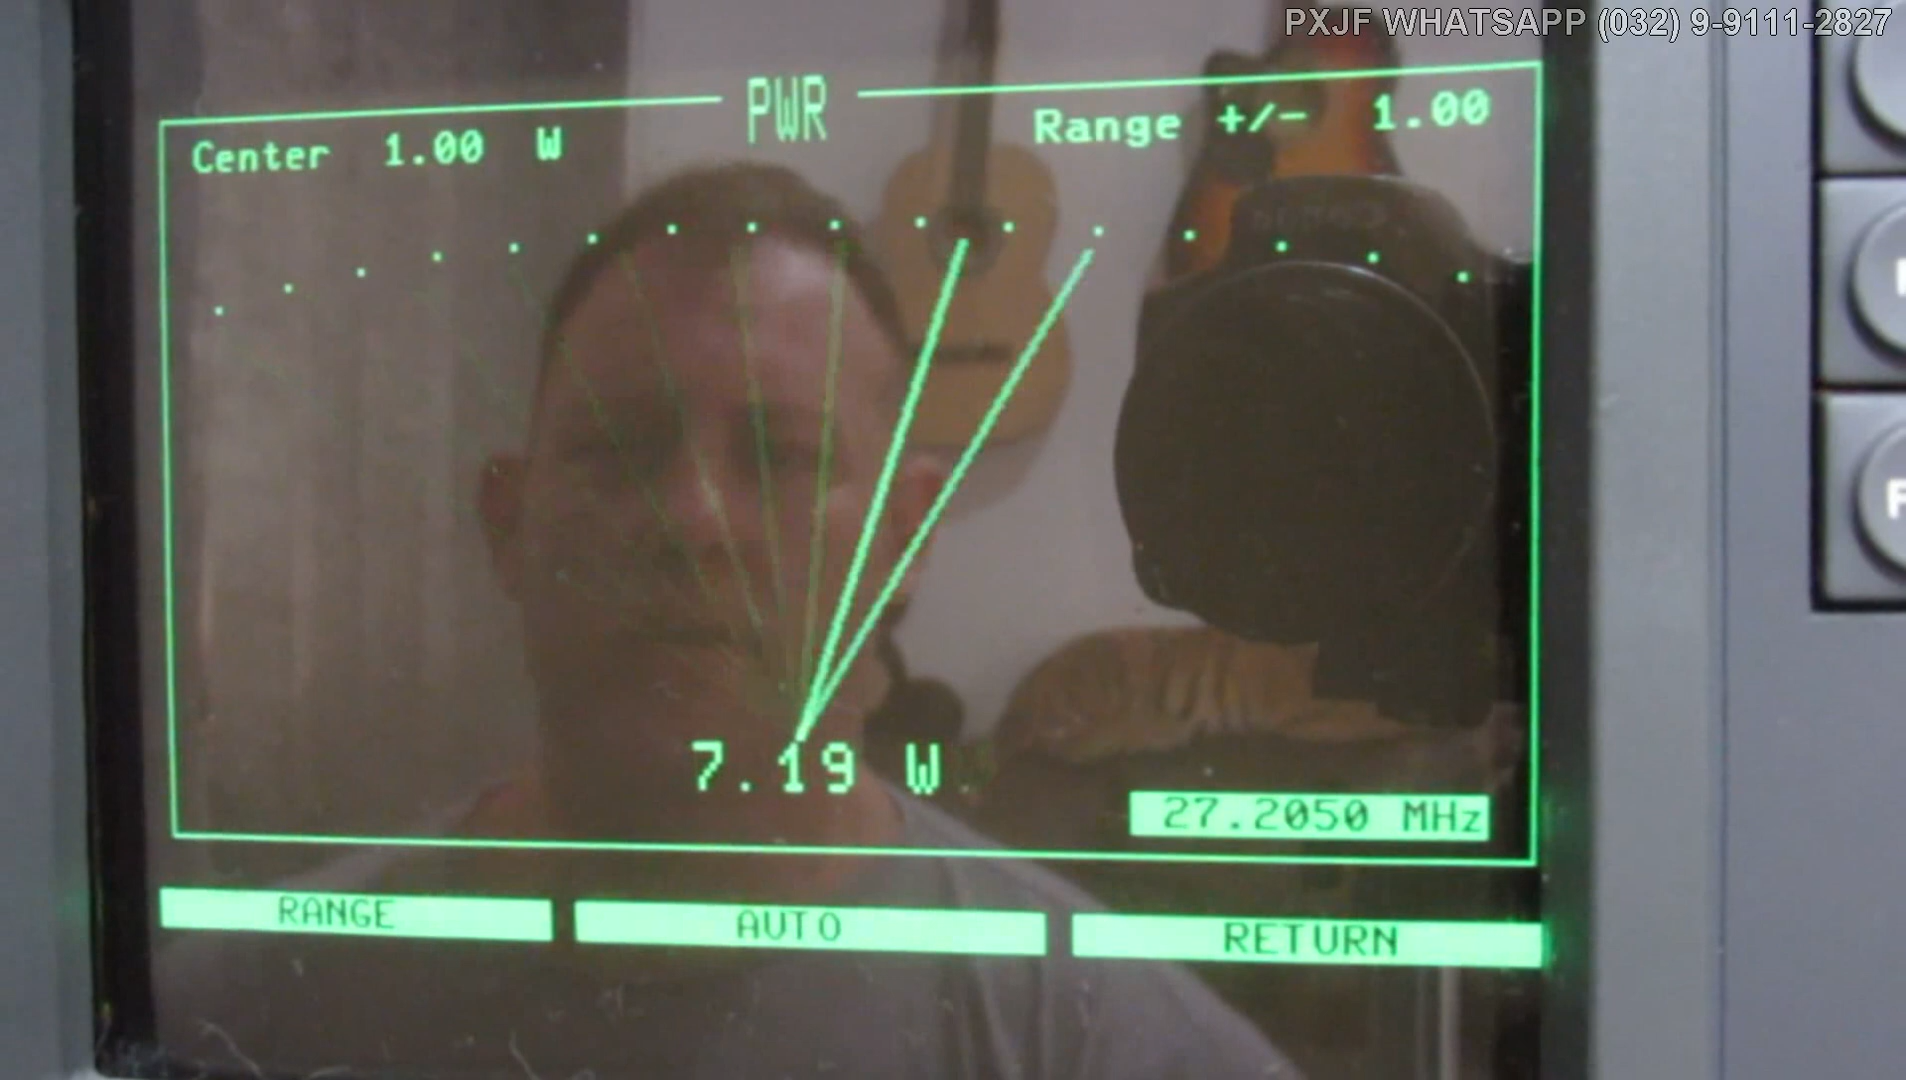 PXJF WHATSAPP (032) 9-9111-2827
PWR
Center 1.00 W
Range +/- 1.00
7.19 W
27.2050 MHz
RANGE
AUTO
RETURN